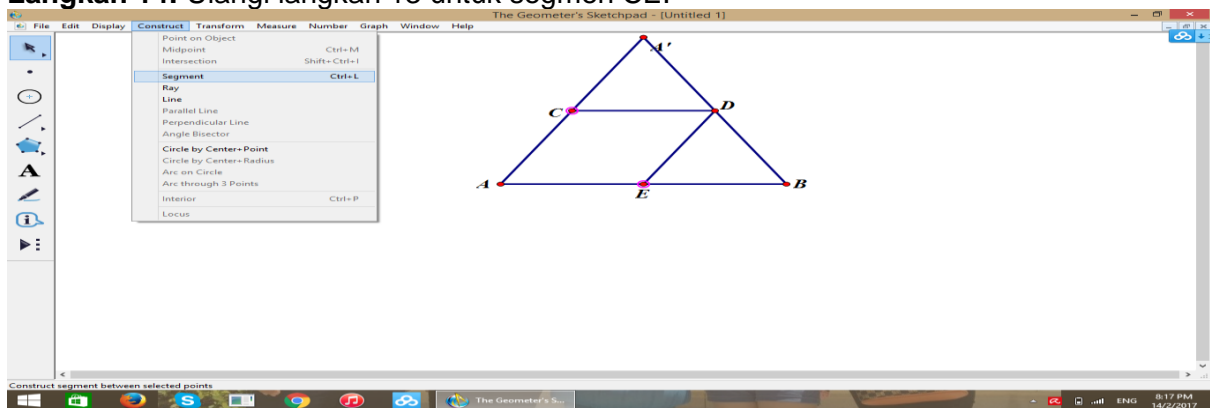 Langkah 14. Ulangi langkah 13 untuk segmen CE.
The Geometer's Sketchpad - [Untitled 1]
File Edit Display Construct Transform Measure Number Graph Window Help
Point on Object
Midpoint Ctrl+M
Intersection Shift+Ctrl+I
Segment Ctrl+L
Ray
Line
Parallel Line
Perpendicular Line
Angle Bisector
Circle by Center+Point
Circle by Center+Radius
Arc on Circle
Arc through 3 Points
Interior Ctrl+P
Locus
A'
C
D
A
E
B
A
Construct segment between selected points
The Geometer's S...
ENG
8:17 PM
14/2/2017